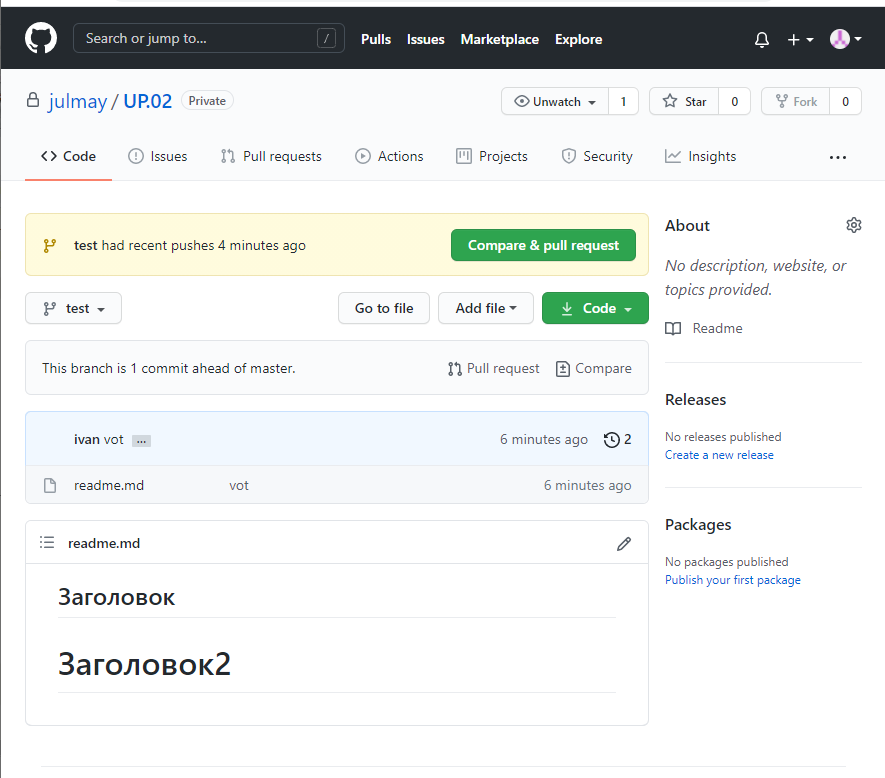 Search or jump to... /
Pulls Issues Marketplace Explore
julmay / UP.02 Private
Unwatch 1 Star 0 Fork 0
Code Issues Pull requests Actions Projects Security Insights ...
test had recent pushes 4 minutes ago
Compare & pull request
test Go to file Add file Code
This branch is 1 commit ahead of master.
Pull request Compare
ivan vot ... 6 minutes ago 2
readme.md vot 6 minutes ago
readme.md
Заголовок
Заголовок2
About
No description, website, or
topics provided.
Readme
Releases
No releases published
Create a new release
Packages
No packages published
Publish your first package